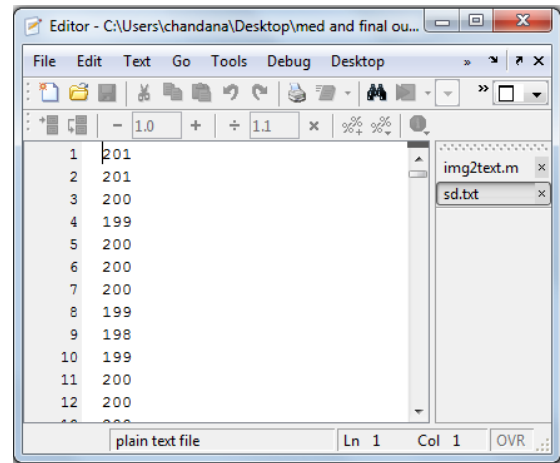 Editor - C:\Users\chandana\Desktop\med and final ou...
File Edit Text Go Tools Debug Desktop »
»
- 1.0 + ÷ 1.1 ×
1 201
2 201
3 200
4 199
5 200
6 200
7 200
8 199
9 198
10 199
11 200
12 200
img2text.m ×
sd.txt ×
plain text file Ln 1 Col 1 OVR